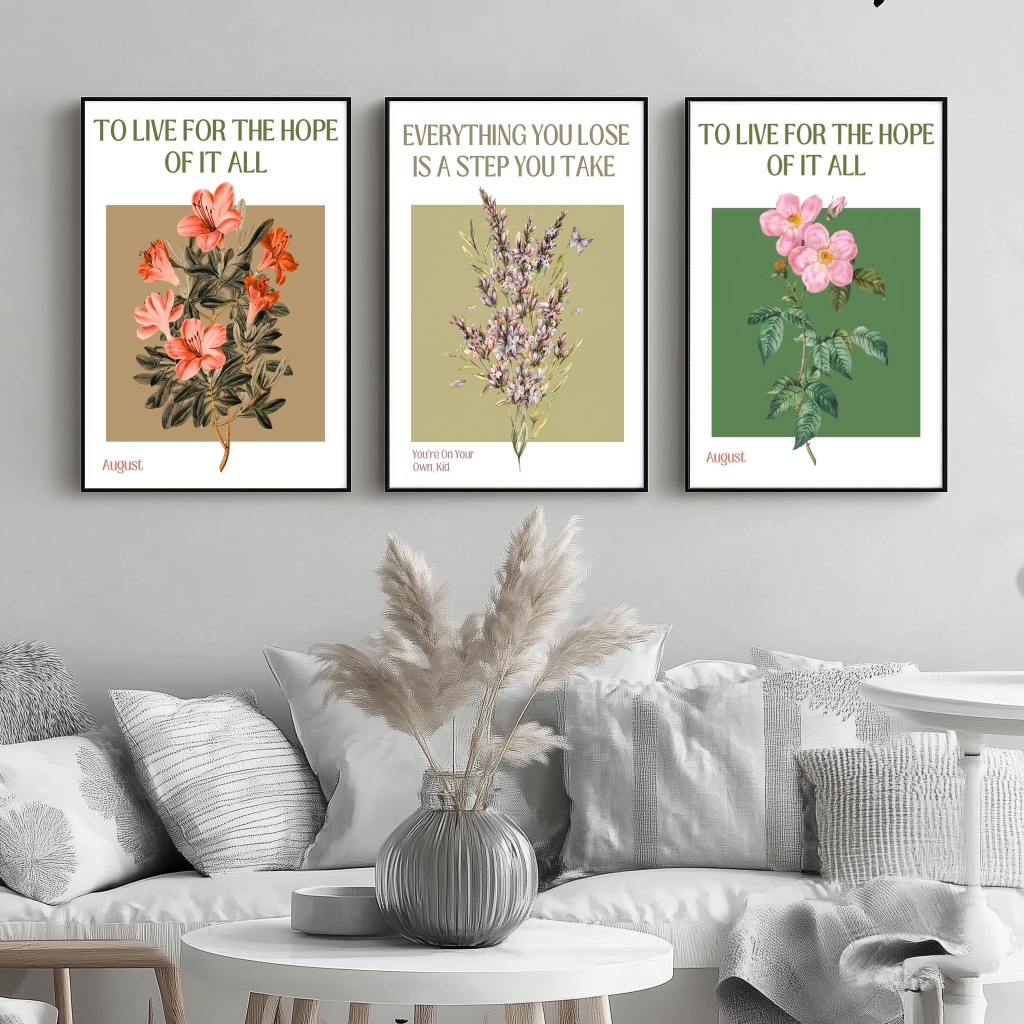 TO LIVE FOR THE HOPE
OF IT ALL
August
EVERYTHING YOU LOSE
IS A STEP YOU TAKE
You're On Your
Own, Kid
TO LIVE FOR THE HOPE
OF IT ALL
August